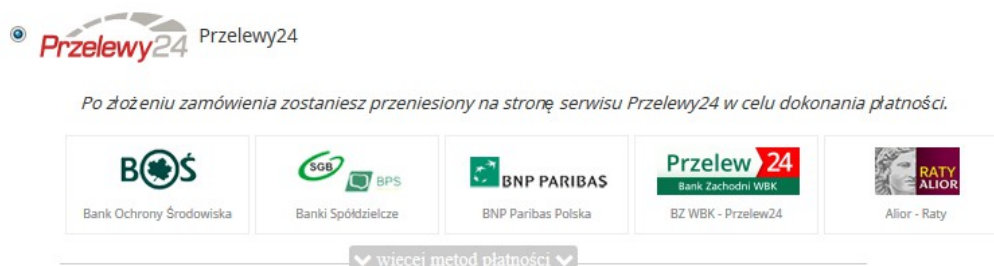 Przelewy24 Przelewy24
Po złożeniu zamówienia zostaniesz przeniesiony na stronę serwisu Przelewy24 w celu dokonania płatności.
BOŚ SGB BPS BNP PARIBAS Przelew 24 Bank Zachodni WBK RATY ALIOR
Bank Ochrony Środowiska Banki Spółdzielcze BNP Paribas Polska BZ WBK - Przelew24 Alior - Raty
więcej metod płatności